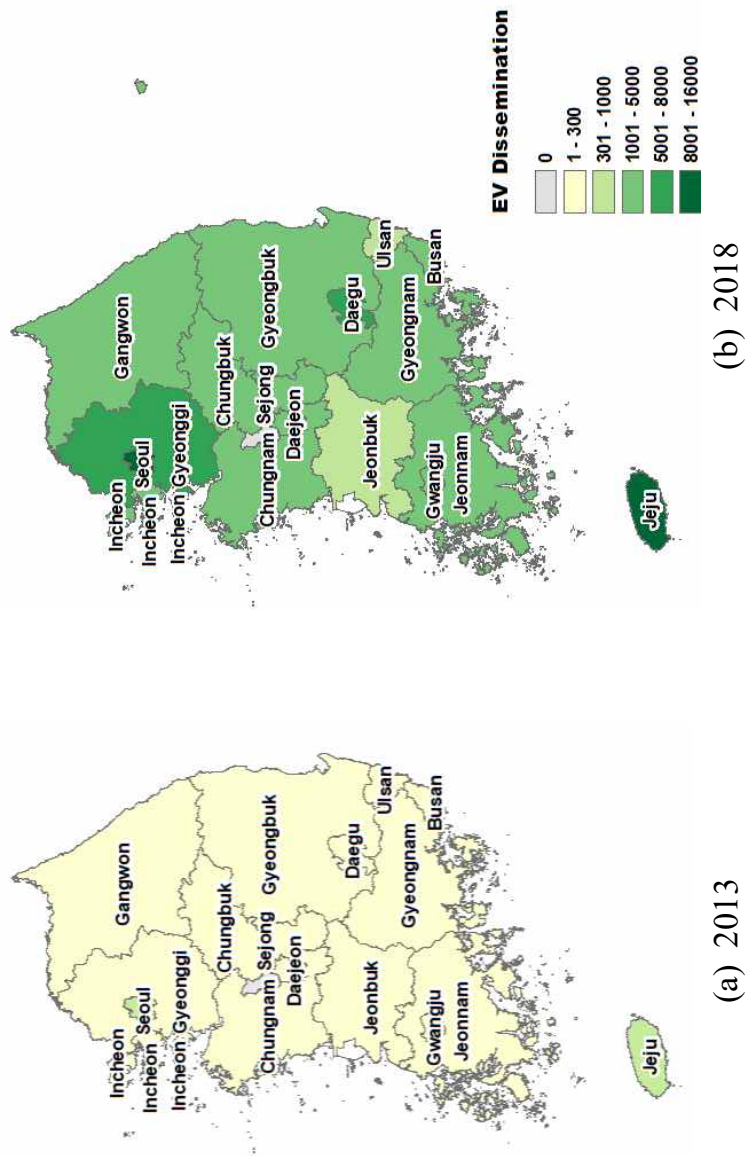 Gangwon
Incheon
Seoul
Incheon
Gyeonggi
Incheon
Chungbuk
Chungnam
Sejong
Gyeongbuk
Daejeon
Daegu
Jeonbuk
Ulsan
Gyeongnam
Gwangju
Busan
Jeonnam
Jeju
(a) 2013
Gangwon
Incheon
Seoul
Incheon
Gyeonggi
Incheon
Chungbuk
Chungnam
Sejong
Gyeongbuk
Daejeon
Daegu
Jeonbuk
Ulsan
Gyeongnam
Gwangju
Busan
Jeonnam
Jeju
EV Dissemination
0
1 - 300
301 - 1000
1001 - 5000
5001 - 8000
8001 - 16000
(b) 2018